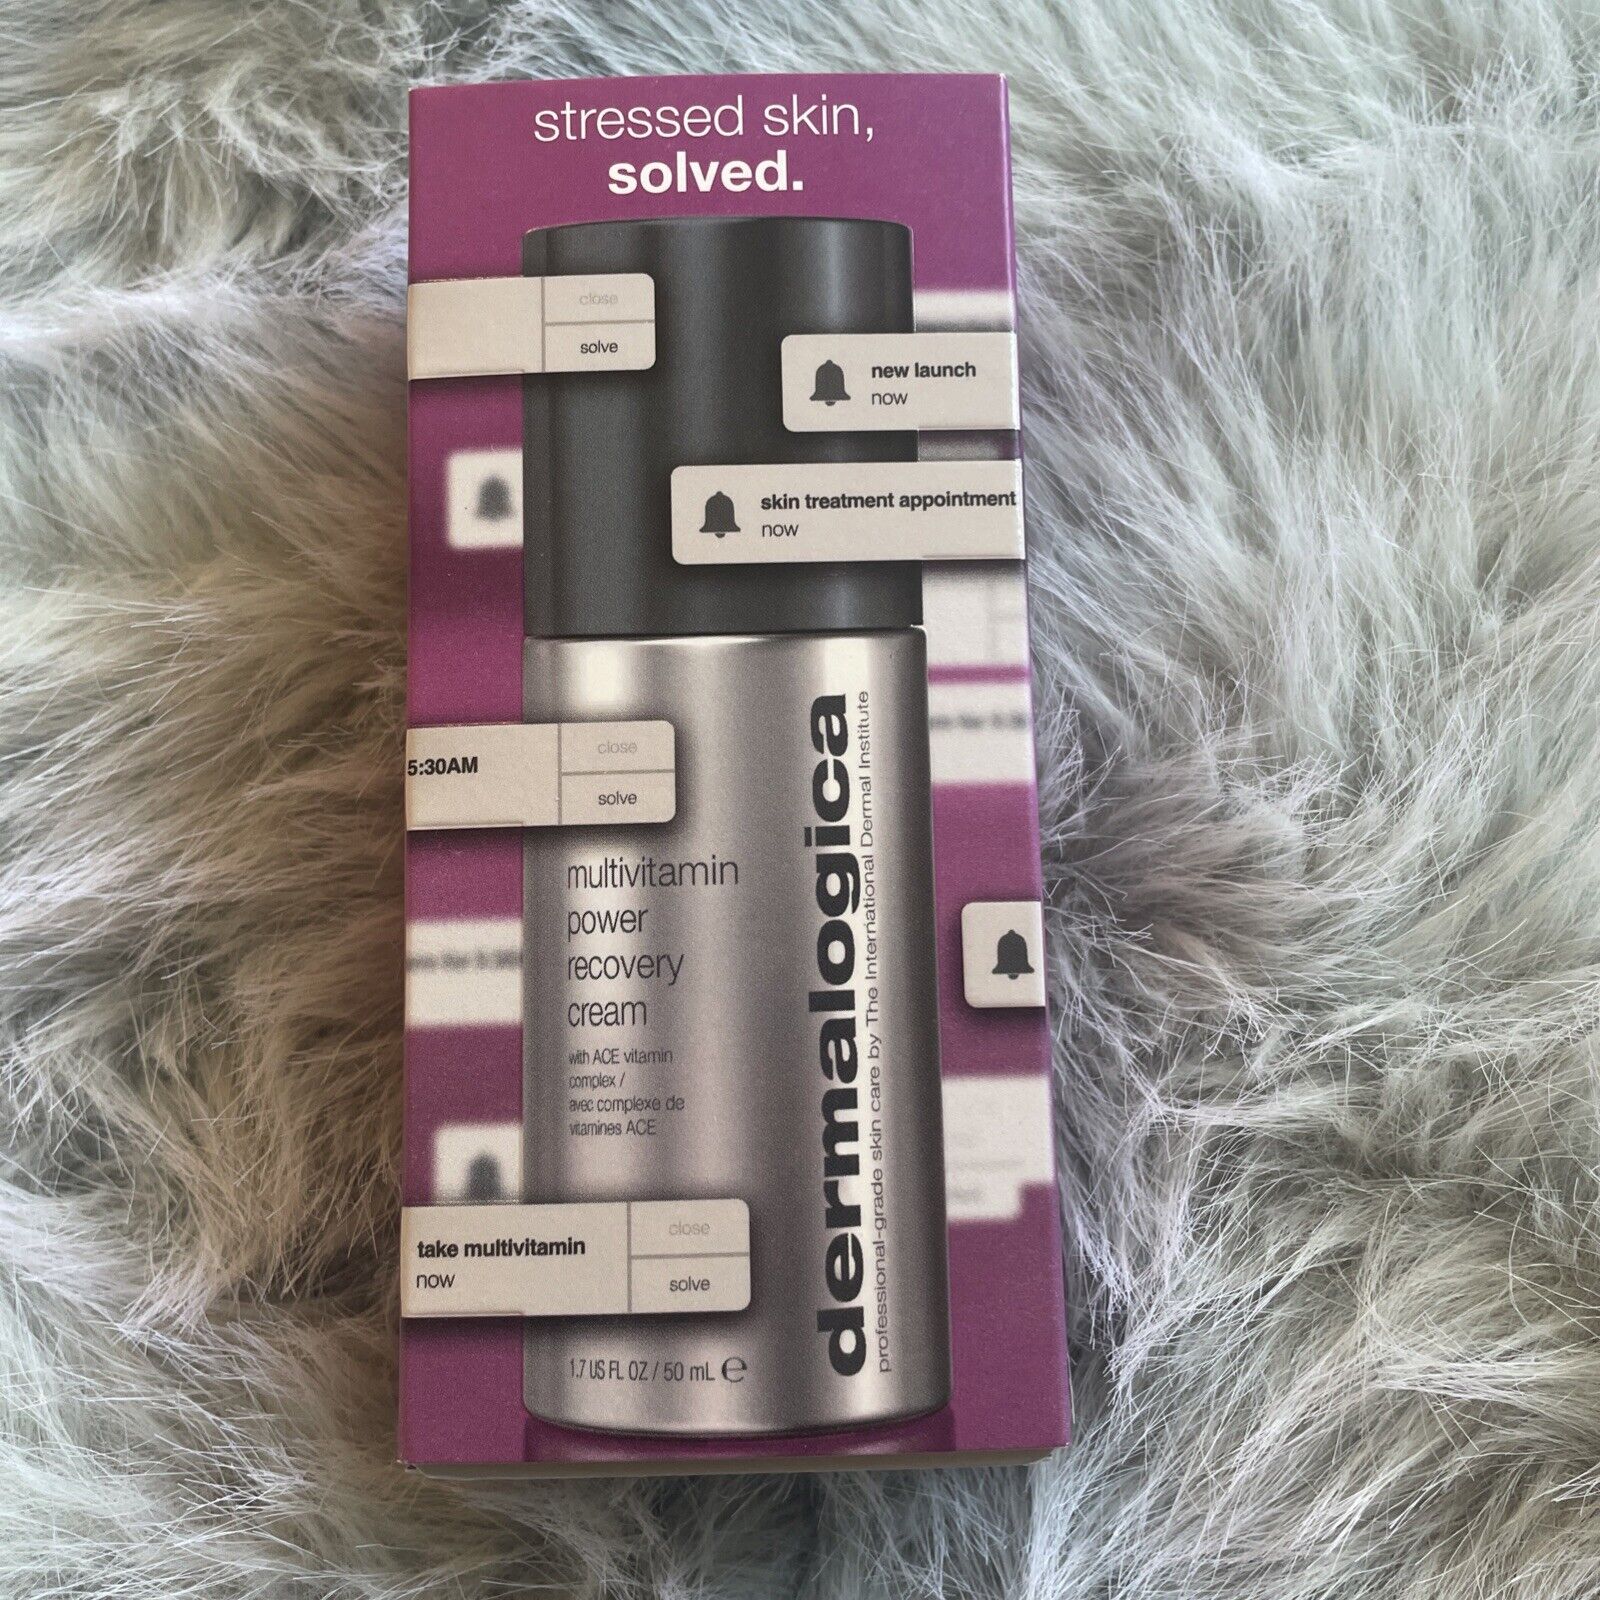 stressed skin,
solved.
close
solve
new launch
now
skin treatment appointment
now
5:30AM
close
solve
multivitamin
power
recovery
cream
with ACE vitamin
complex /
avec complexe de
vitamines ACE
dermalogica
professional-grade skin care by The International Dermal Institute
take multivitamin
now
close
solve
1.7 US FL OZ / 50 mL ℮